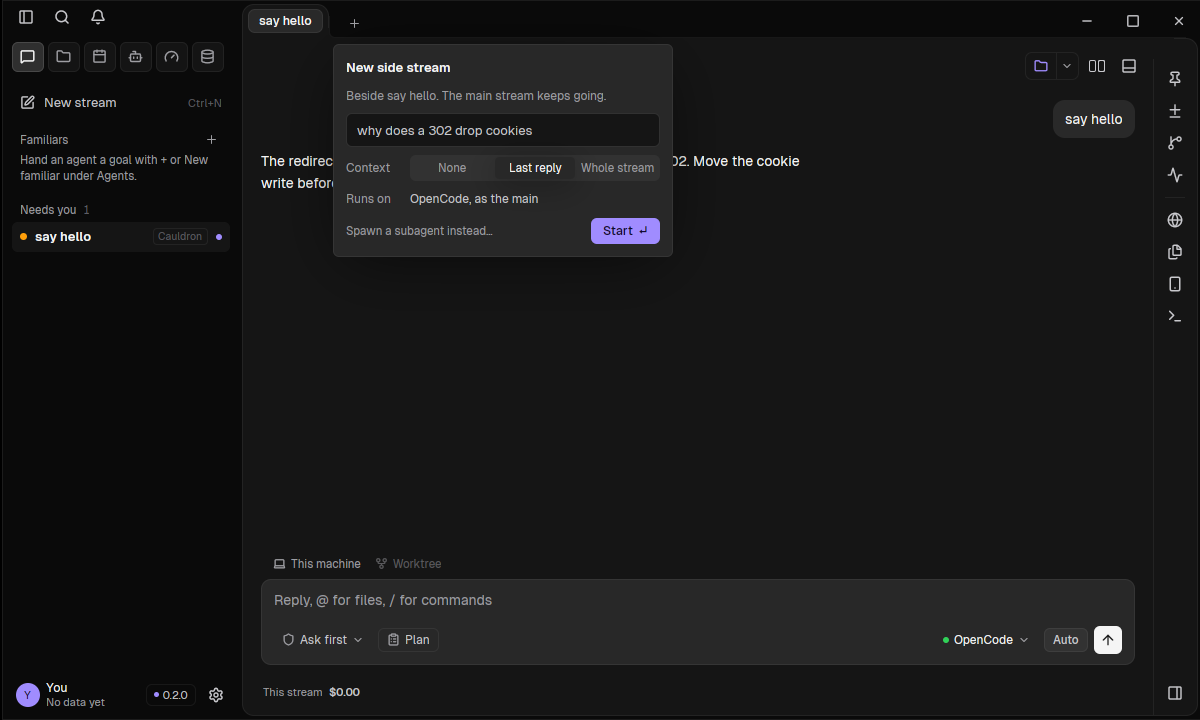 say hello
New stream
Ctrl+N
Familiars
Hand an agent a goal with + or New
familiar under Agents.
Needs you 1
say hello
Cauldron
New side stream
Beside say hello. The main stream keeps going.
why does a 302 drop cookies
Context
None
Last reply
Whole stream
Runs on
OpenCode, as the main
Spawn a subagent instead...
Start
say hello
The redirec
02. Move the cookie
write befor
This machine
Worktree
Reply, @ for files, / for commands
Ask first
Plan
OpenCode
Auto
This stream $0.00
Y
You
No data yet
0.2.0